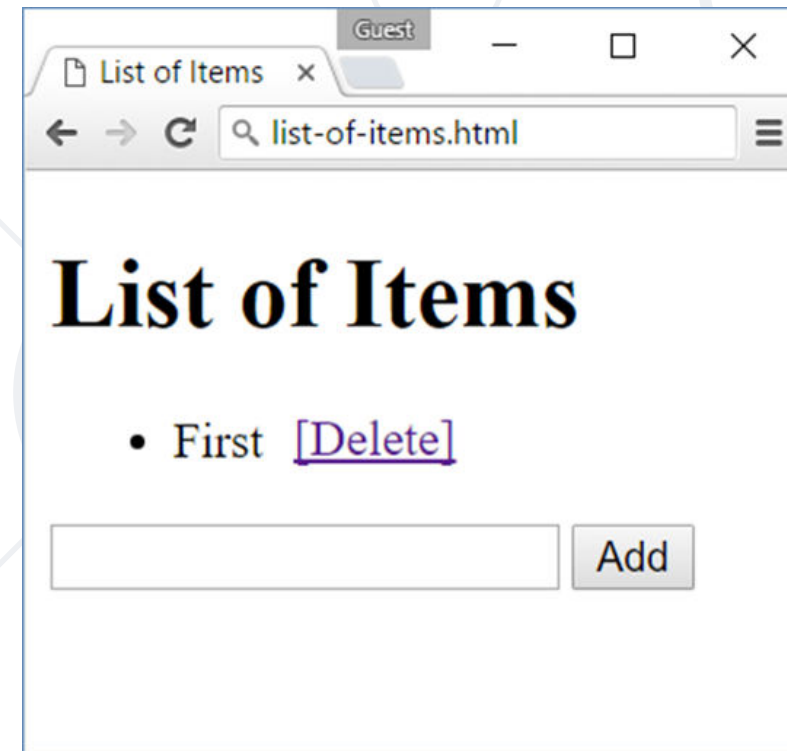 Guest
List of Items
list-of-items.html
List of Items
• First [Delete]
Add